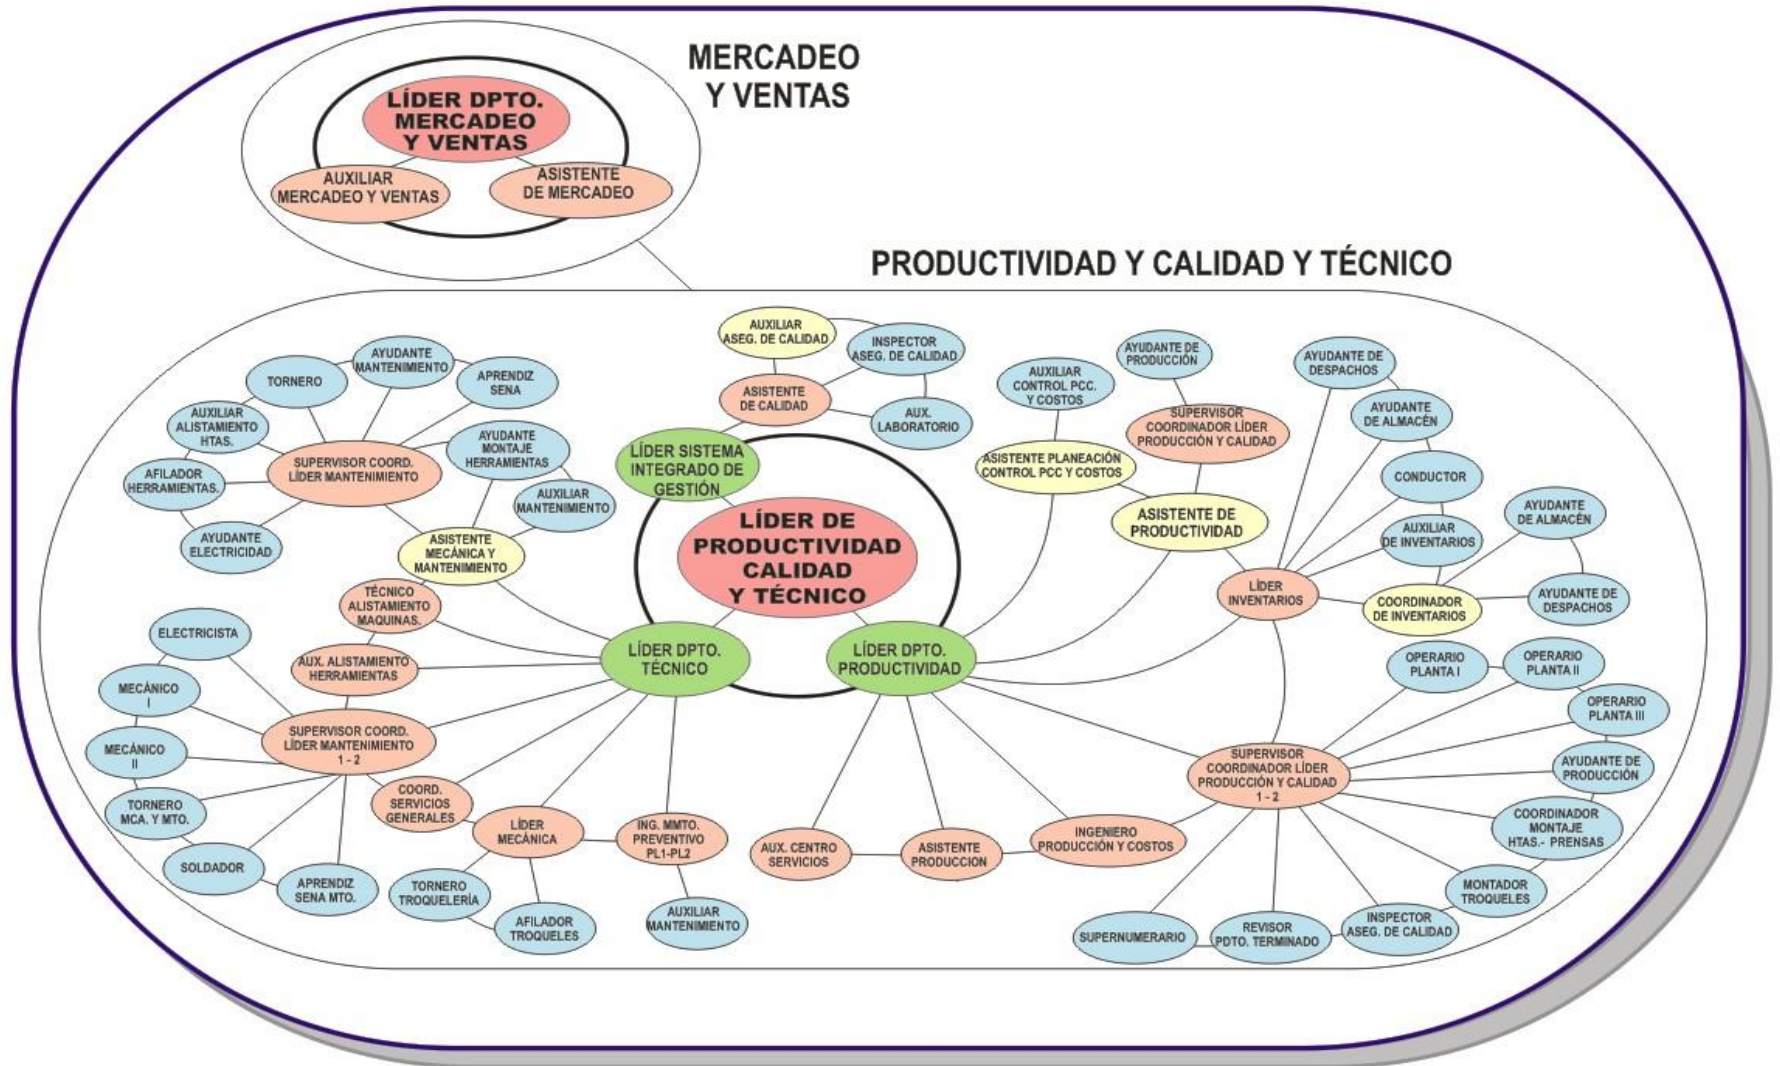 MERCADEO
Y VENTAS
LÍDER DPTO.
MERCADEO
Y VENTAS
AUXILIAR
MERCADEO Y VENTAS
ASISTENTE
DE MERCADEO
PRODUCTIVIDAD Y CALIDAD Y TÉCNICO
AUXILIAR
ASEG. DE CALIDAD
INSPECTOR
ASEG. DE CALIDAD
ASISTENTE
DE CALIDAD
AUX.
LABORATORIO
LÍDER SISTEMA
INTEGRADO DE
GESTIÓN
LÍDER DE
PRODUCTIVIDAD
CALIDAD
Y TÉCNICO
LÍDER DPTO.
TÉCNICO
LÍDER DPTO.
PRODUCTIVIDAD
TORNERO
AYUDANTE
MANTENIMIENTO
APRENDIZ
SENA
AUXILIAR
ALISTAMIENTO
HTAS.
SUPERVISOR COORD.
LÍDER MANTENIMIENTO
AYUDANTE
MONTAJE
HERRAMIENTAS
AFILADOR
HERRAMIENTAS.
AUXILIAR
MANTENIMIENTO
AYUDANTE
ELECTRICIDAD
ASISTENTE
MECÁNICA Y
MANTENIMIENTO
TÉCNICO
ALISTAMIENTO
MAQUINAS.
ELECTRICISTA
AUX. ALISTAMIENTO
HERRAMIENTAS
MECÁNICO
I
SUPERVISOR COORD.
LÍDER MANTENIMIENTO
1 - 2
MECÁNICO
II
TORNERO
MCA. Y MTO.
COORD.
SERVICIOS
GENERALES
SOLDADOR
APRENDIZ
SENA MTO.
LÍDER
MECÁNICA
ING. MMTO.
PREVENTIVO
PL1-PL2
TORNERO
TROQUELERÍA
AFILADOR
TROQUELES
AUXILIAR
MANTENIMIENTO
AUXILIAR
CONTROL PCC.
Y COSTOS
AYUDANTE DE
PRODUCCIÓN
SUPERVISOR
COORDINADOR LÍDER
PRODUCCIÓN Y CALIDAD
ASISTENTE PLANEACIÓN
CONTROL PCC Y COSTOS
ASISTENTE DE
PRODUCTIVIDAD
AYUDANTE DE
DESPACHOS
AYUDANTE
DE ALMACÉN
CONDUCTOR
AUXILIAR
DE INVENTARIOS
AYUDANTE
DE ALMACÉN
LÍDER
INVENTARIOS
COORDINADOR
DE INVENTARIOS
AYUDANTE DE
DESPACHOS
OPERARIO
PLANTA I
OPERARIO
PLANTA II
OPERARIO
PLANTA III
SUPERVISOR
COORDINADOR LÍDER
PRODUCCIÓN Y CALIDAD
1 - 2
AYUDANTE DE
PRODUCCIÓN
COORDINADOR
MONTAJE
HTAS.- PRENSAS
AUX. CENTRO
SERVICIOS
ASISTENTE
PRODUCCION
INGENIERO
PRODUCCIÓN Y COSTOS
MONTADOR
TROQUELES
SUPERNUMERARIO
REVISOR
PDTO. TERMINADO
INSPECTOR
ASEG. DE CALIDAD